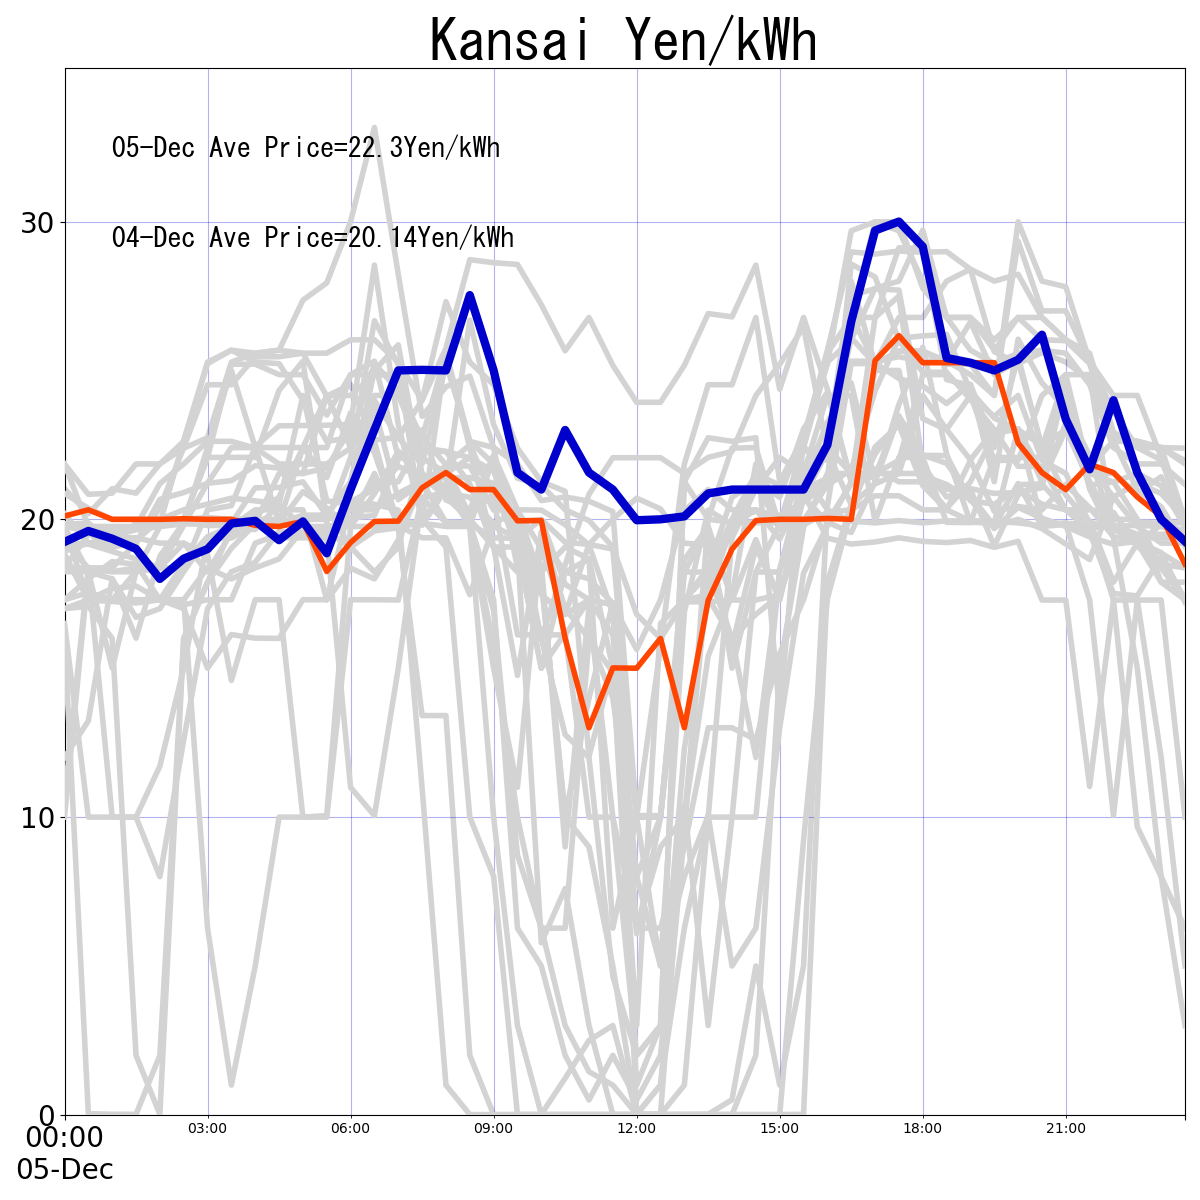 Kansai Yen/kWh
05-Dec Ave Price=22.3Yen/kWh
04-Dec Ave Price=20.14Yen/kWh
30
20
10
0
00:00 03:00 06:00 09:00 12:00 15:00 18:00 21:00
05-Dec